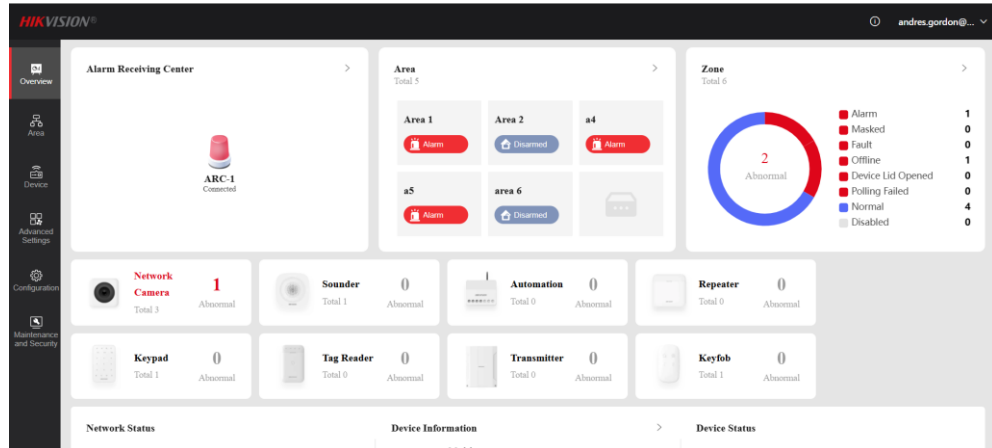 HIKVISION®
andres.gordon@...
Overview
Area
Device
Advanced
Settings
Configuration
Maintenance
and Security
Alarm Receiving Center
ARC-1
Connected
Area
Total 5
Area 1
Alarm
Area 2
Disarmed
a4
Alarm
a5
Alarm
area 6
Disarmed
Zone
Total 6
2
Abnormal
Alarm 1
Masked 0
Fault 0
Offline 1
Device Lid Opened 0
Polling Failed 0
Normal 4
Disabled 0
Network
Camera
Total 3
1
Abnormal
Sounder
Total 1
0
Abnormal
Automation
Total 0
0
Abnormal
Repeater
Total 0
0
Abnormal
Keypad
Total 1
0
Abnormal
Tag Reader
Total 0
0
Abnormal
Transmitter
Total 0
0
Abnormal
Keyfob
Total 1
0
Abnormal
Network Status
Device Information
Device Status